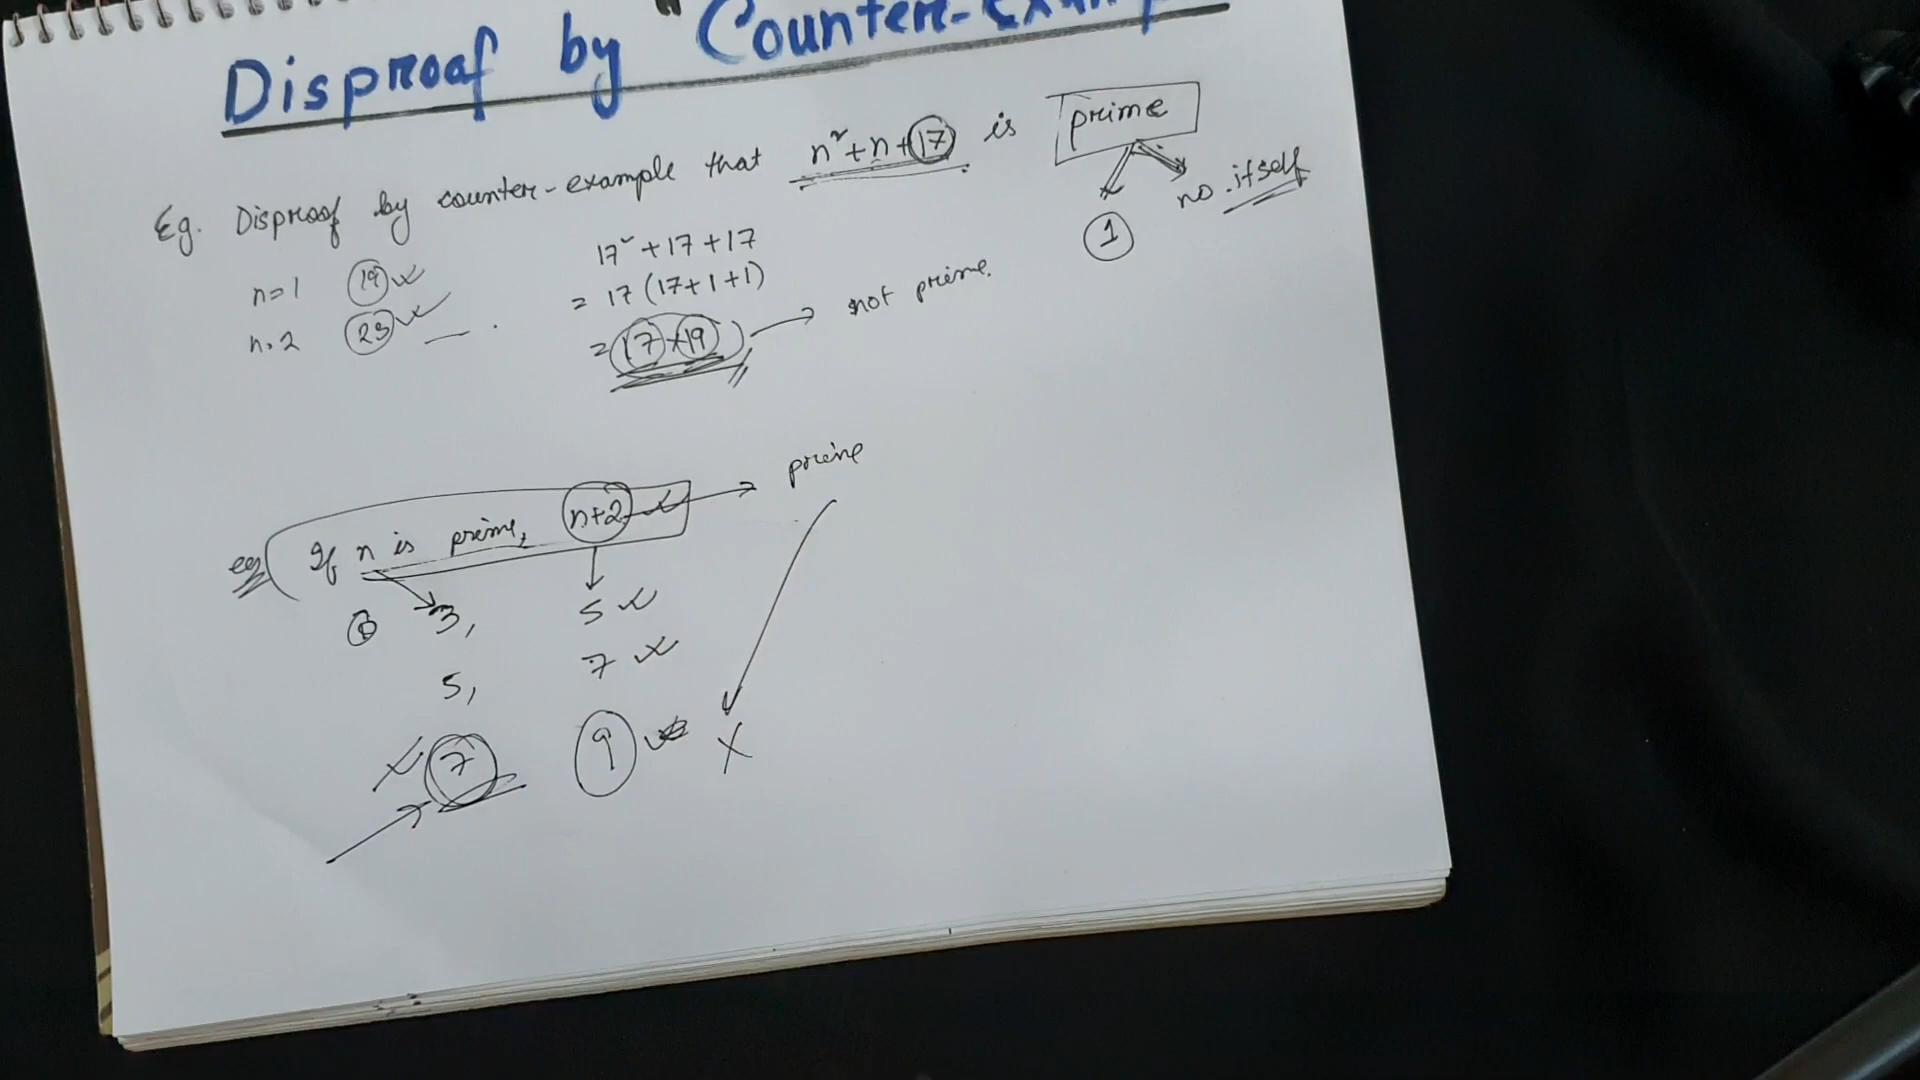 Disproof by "Counter-Examp
Eg. Disproof by counter-example that n²+n+17 is prime
1 no. itself
n=1 19
n=2 23
17²+17+17
= 17 (17+1+1)
= (17×19) → not prime.
eg If n is prime, n+2 → prime
3, 5
5, 7
7 9 X